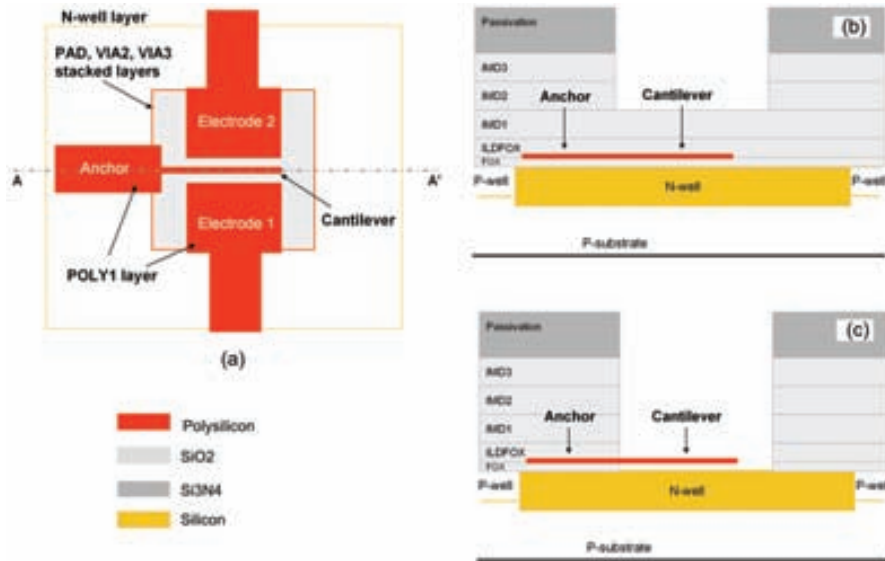 N-well layer
PAD, VIA2, VIA3
stacked layers
Electrode 2
Anchor
A
A'
Electrode 1
Cantilever
POLY1 layer
(a)
Polysilicon
SiO2
Si3N4
Silicon
(b)
Passivation
IMD3
IMD2
Anchor
Cantilever
IMD1
ILDFOX
FOX
P-well
N-well
P-well
P-substrate
(c)
Passivation
IMD3
IMD2
Anchor
Cantilever
IMD1
ILDFOX
FOX
P-well
N-well
P-well
P-substrate